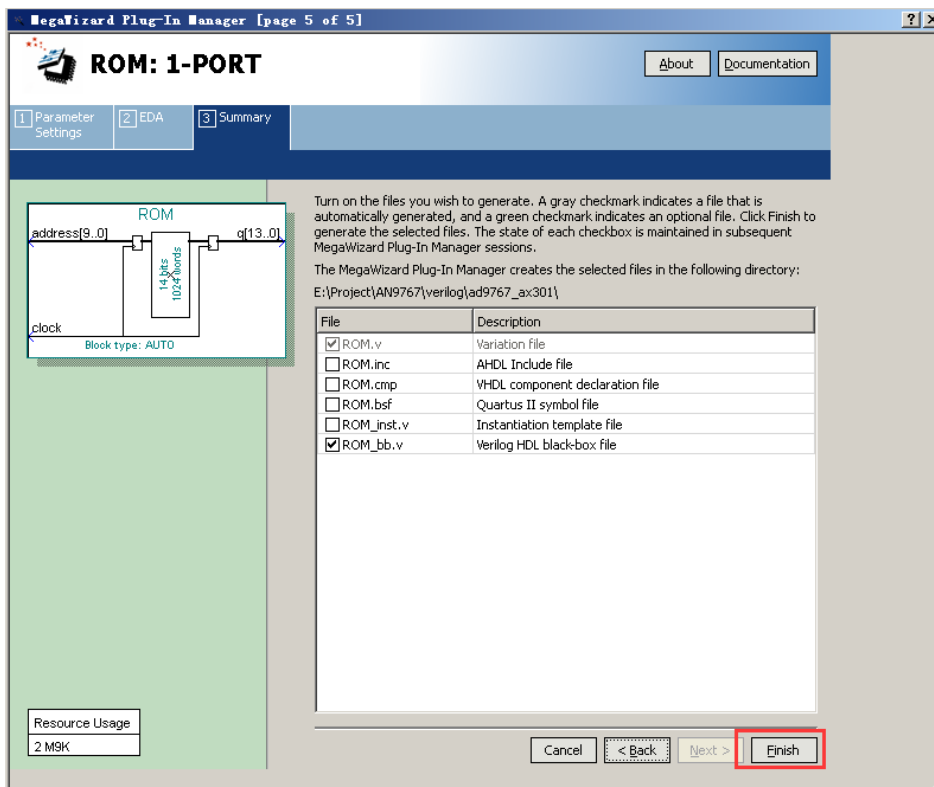 MegaWizard Plug-In Manager [page 5 of 5]
ROM: 1-PORT
About
Documentation
1 Parameter Settings
2 EDA
3 Summary
ROM
address[9..0]
q[13..0]
14 bits
1024 words
clock
Block type: AUTO
Turn on the files you wish to generate. A gray checkmark indicates a file that is
automatically generated, and a green checkmark indicates an optional file. Click Finish to
generate the selected files. The state of each checkbox is maintained in subsequent
MegaWizard Plug-In Manager sessions.
The MegaWizard Plug-In Manager creates the selected files in the following directory:
E:\Project\AN9767\verilog\ad9767_ax301\
File Description
ROM.v Variation file
ROM.inc AHDL Include file
ROM.cmp VHDL component declaration file
ROM.bsf Quartus II symbol file
ROM_inst.v Instantiation template file
ROM_bb.v Verilog HDL black-box file
Resource Usage
2 M9K
Cancel
< Back
Next >
Finish